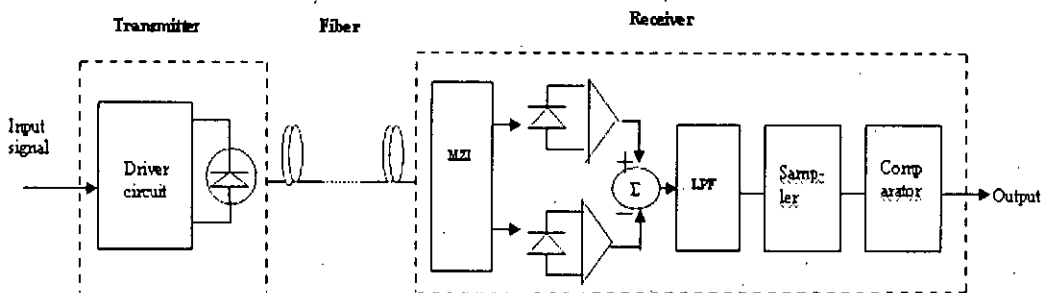 Transmitter
Fiber
Receiver
Input
signal
Driver
circuit
MZI
+
Σ
−
LPF
Samp-
ler
Comp
arator
Output